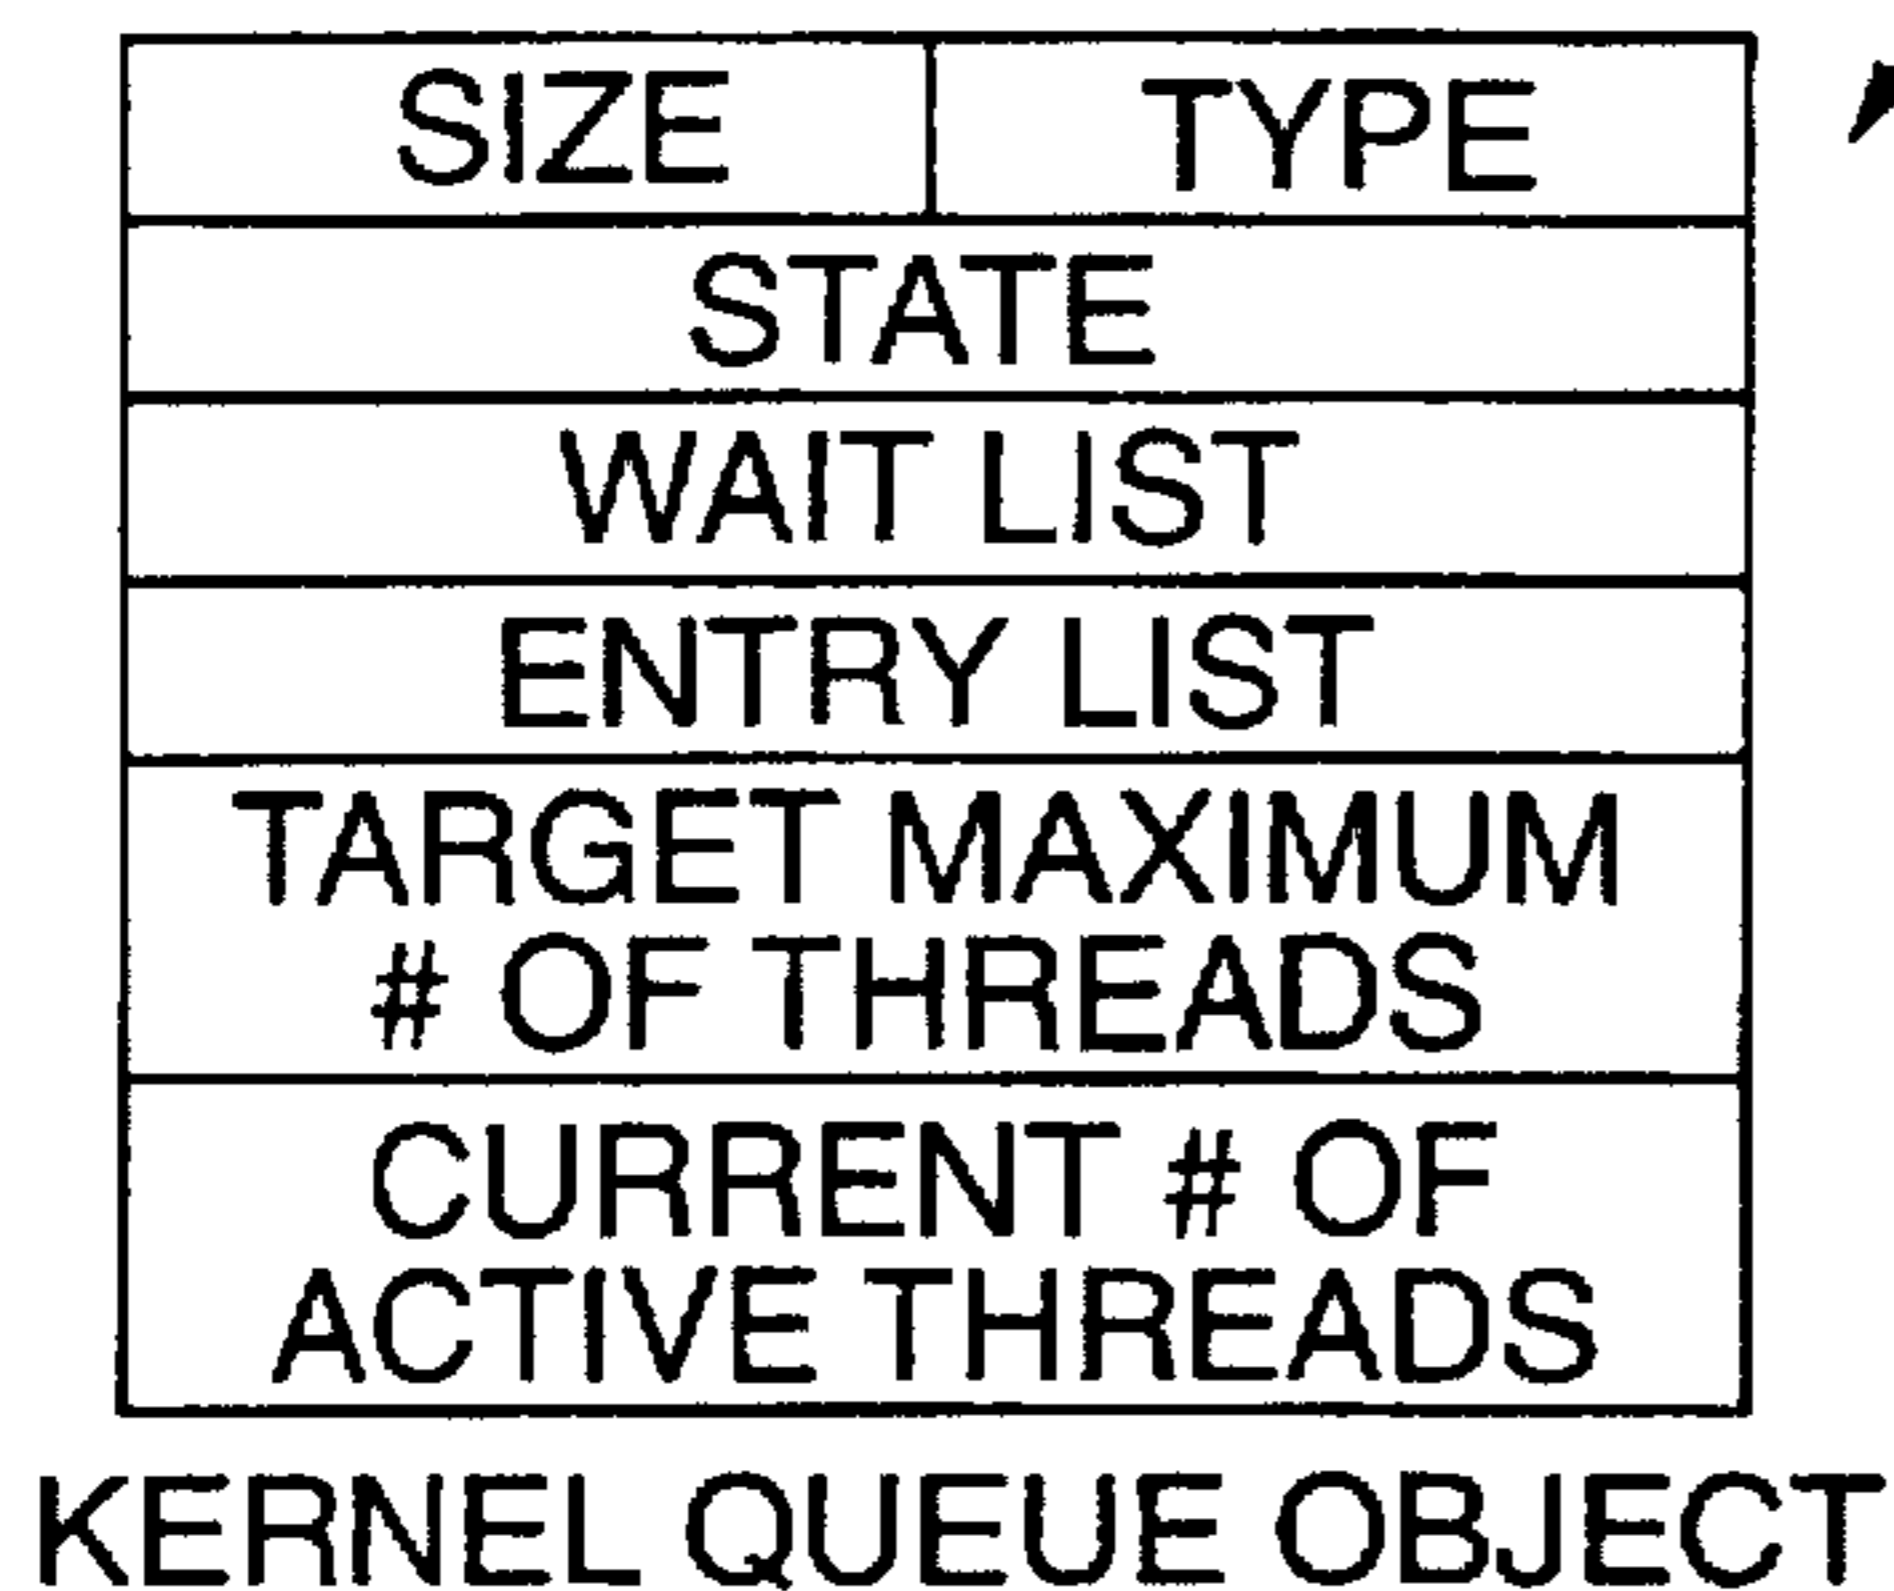 SIZE TYPE
STATE
WAIT LIST
ENTRY LIST
TARGET MAXIMUM
# OF THREADS
CURRENT # OF
ACTIVE THREADS
KERNEL QUEUE OBJECT